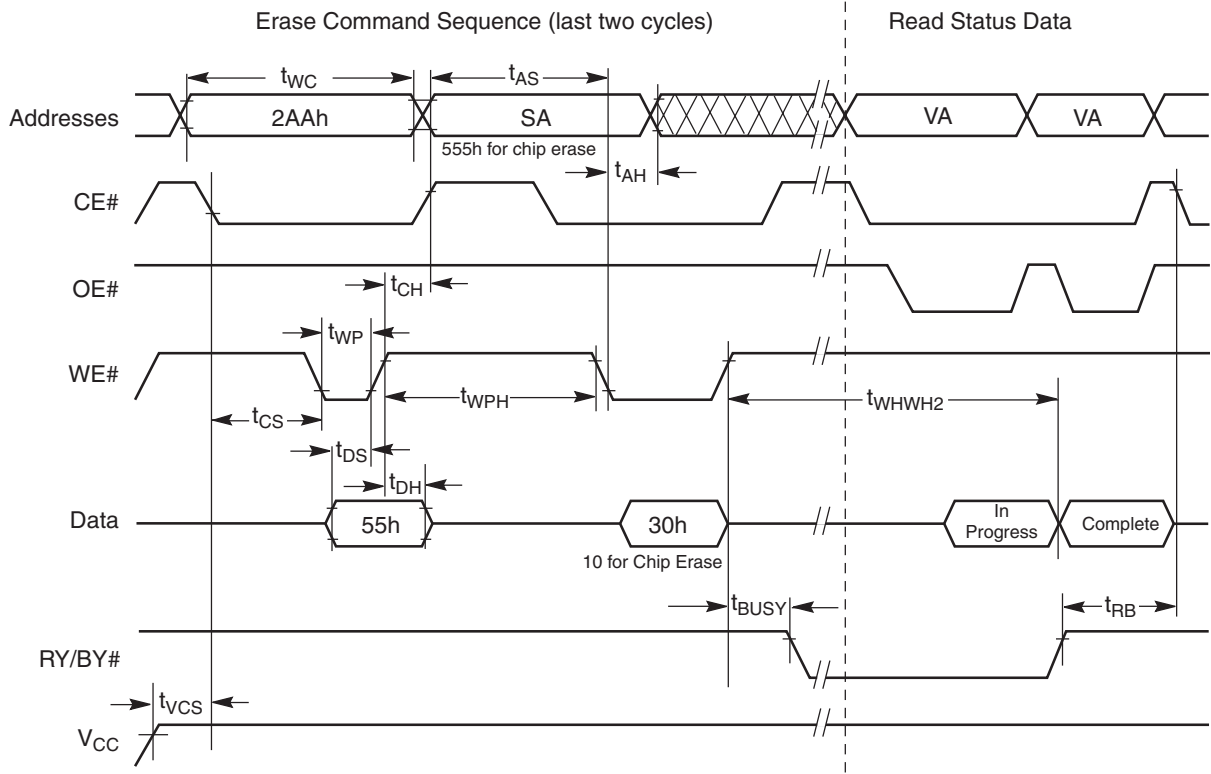 Erase Command Sequence (last two cycles)
Read Status Data
tWC
tAS
Addresses
2AAh
SA
VA
VA
555h for chip erase
tAH
CE#
OE#
tCH
tWP
WE#
tWPH
tWHWH2
tCS
tDS
tDH
Data
55h
30h
In
Progress
Complete
10 for Chip Erase
tBUSY
tRB
RY/BY#
tVCS
VCC